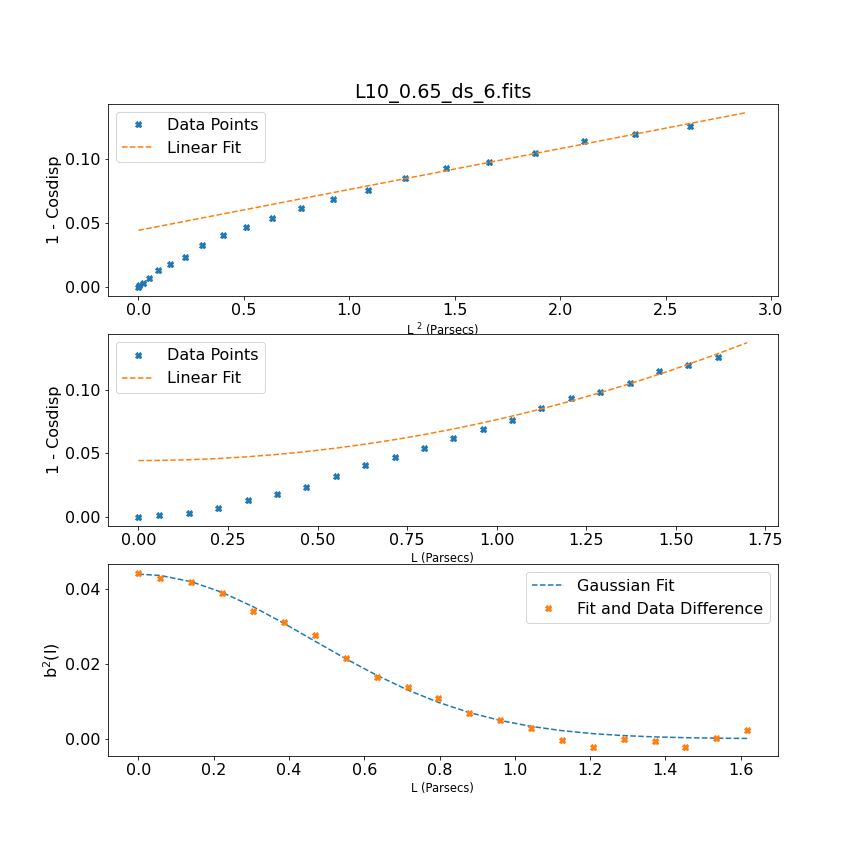 L10_0.65_ds_6.fits
1 - Cosdisp
0.10
0.05
0.00
Data Points
Linear Fit
0.0 0.5 1.0 1.5 2.0 2.5 3.0
L ² (Parsecs)
1 - Cosdisp
0.10
0.05
0.00
Data Points
Linear Fit
0.00 0.25 0.50 0.75 1.00 1.25 1.50 1.75
L (Parsecs)
b²(l)
0.04
0.02
0.00
Gaussian Fit
Fit and Data Difference
0.0 0.2 0.4 0.6 0.8 1.0 1.2 1.4 1.6
L (Parsecs)